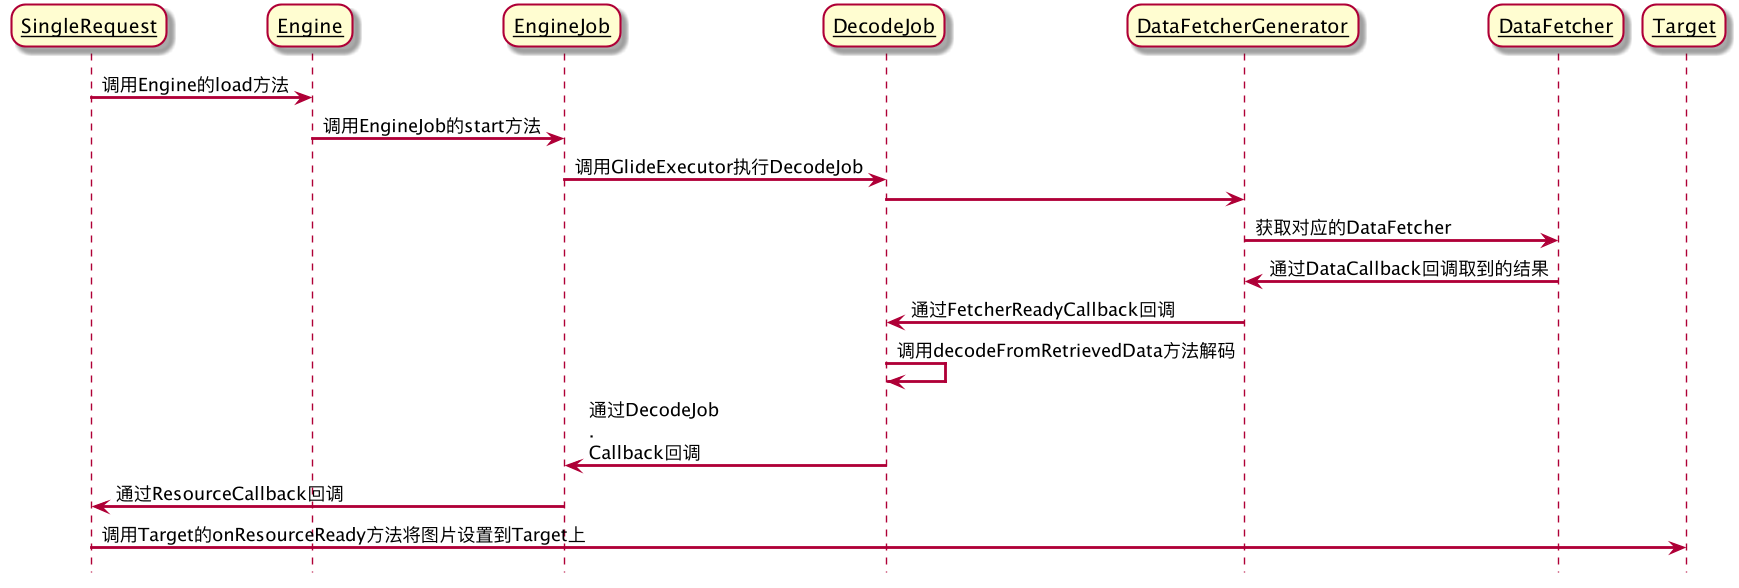 SingleRequest
Engine
EngineJob
DecodeJob
DataFetcherGenerator
DataFetcher
Target
调用Engine的load方法
调用EngineJob的start方法
调用GlideExecutor执行DecodeJob
获取对应的DataFetcher
通过DataCallback回调取到的结果
通过FetcherReadyCallback回调
调用decodeFromRetrievedData方法解码
通过DecodeJob
.
Callback回调
通过ResourceCallback回调
调用Target的onResourceReady方法将图片设置到Target上